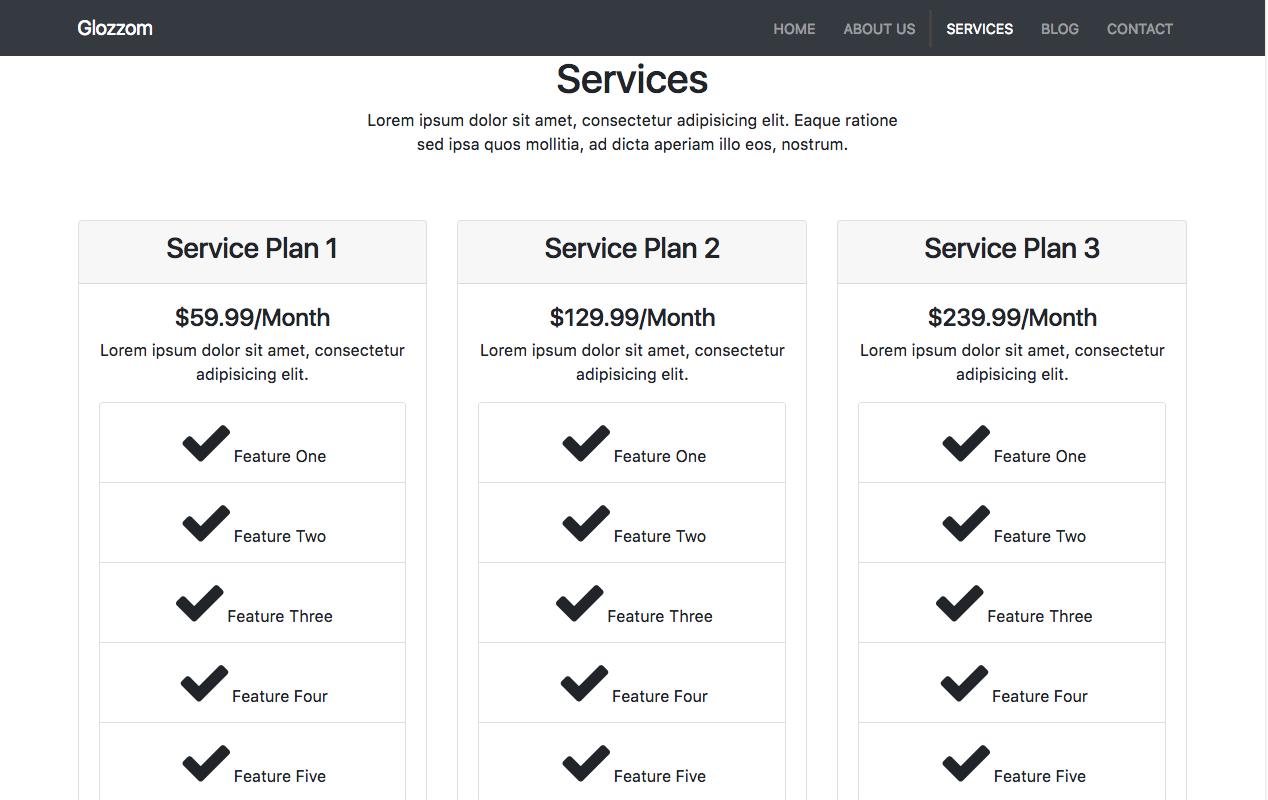 Glozzom
HOME ABOUT US SERVICES BLOG CONTACT
Services
Lorem ipsum dolor sit amet, consectetur adipisicing elit. Eaque ratione
sed ipsa quos mollitia, ad dicta aperiam illo eos, nostrum.
Service Plan 1
$59.99/Month
Lorem ipsum dolor sit amet, consectetur
adipisicing elit.
Feature One
Feature Two
Feature Three
Feature Four
Feature Five
Service Plan 2
$129.99/Month
Lorem ipsum dolor sit amet, consectetur
adipisicing elit.
Feature One
Feature Two
Feature Three
Feature Four
Feature Five
Service Plan 3
$239.99/Month
Lorem ipsum dolor sit amet, consectetur
adipisicing elit.
Feature One
Feature Two
Feature Three
Feature Four
Feature Five